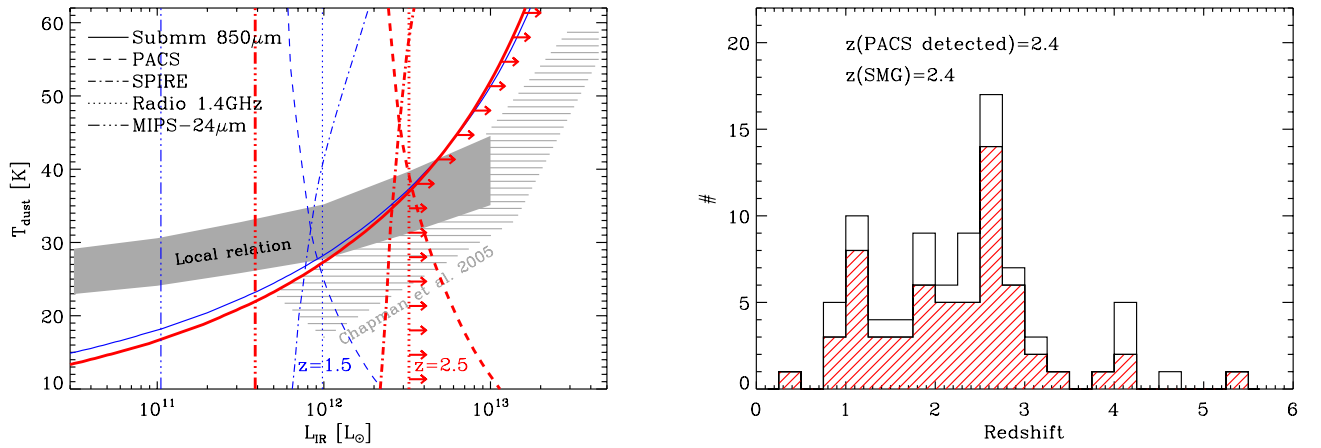 60
50
40
30
20
10
T_dust [K]
Submm 850μm
PACS
SPIRE
Radio 1.4GHz
MIPS−24μm
Local relation
Chapman et al. 2005
z=1.5
z=2.5
10^11
10^12
10^13
L_IR [L_⊙]
20
15
10
5
0
#
z(PACS detected)=2.4
z(SMG)=2.4
0
1
2
3
4
5
6
Redshift